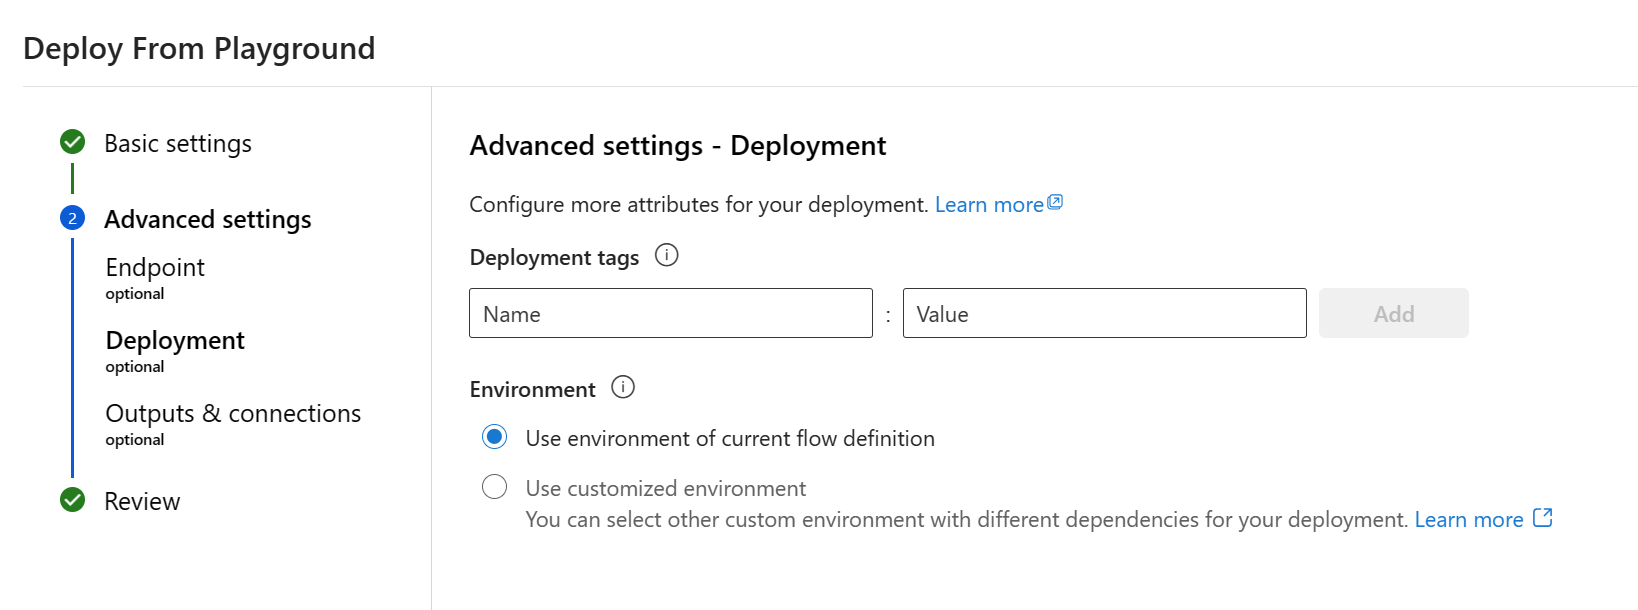 Deploy From Playground
Basic settings
2
Advanced settings
Endpoint
optional
Deployment
optional
Outputs & connections
optional
Review
Advanced settings - Deployment
Configure more attributes for your deployment. Learn more
Deployment tags
Name : Value Add
Environment
Use environment of current flow definition
Use customized environment
You can select other custom environment with different dependencies for your deployment. Learn more